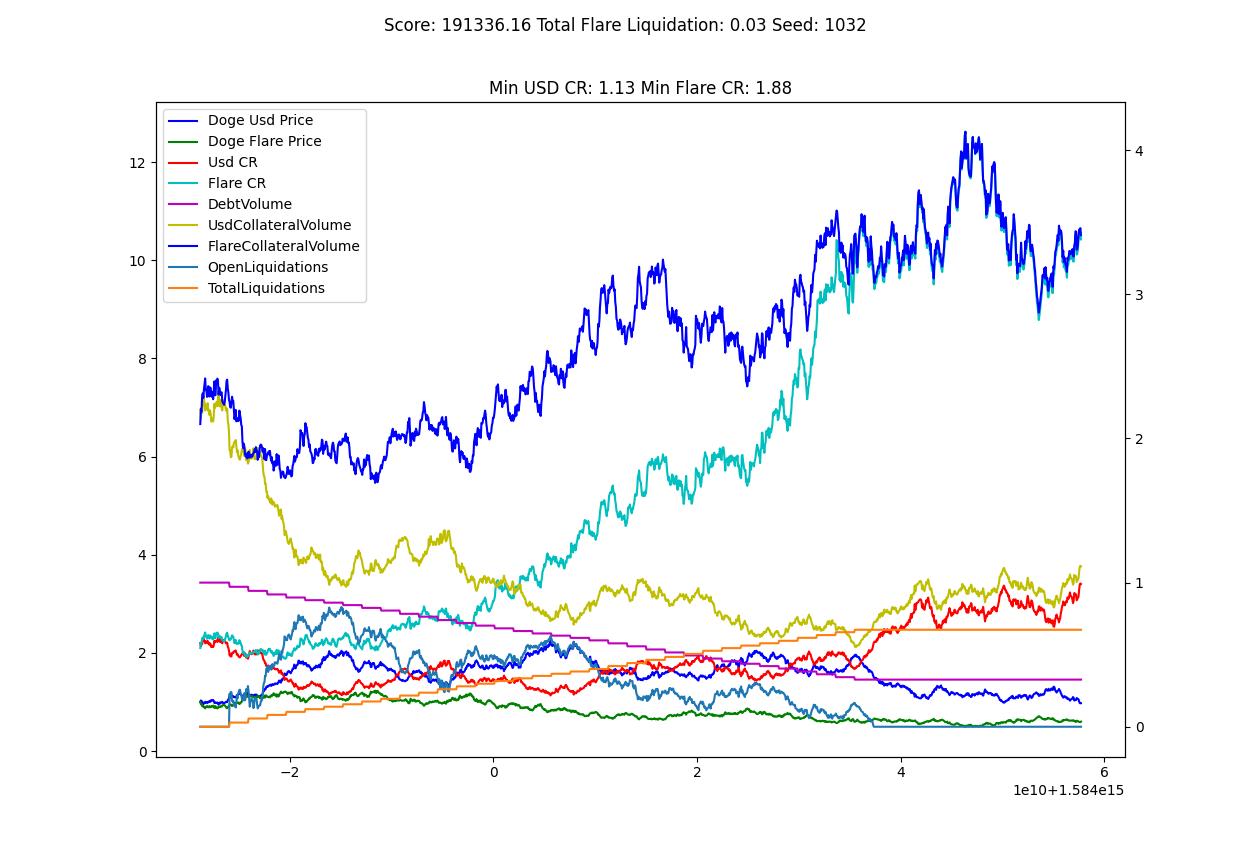 Score: 191336.16 Total Flare Liquidation: 0.03 Seed: 1032
Min USD CR: 1.13 Min Flare CR: 1.88
Doge Usd Price
Doge Flare Price
Usd CR
Flare CR
DebtVolume
UsdCollateralVolume
FlareCollateralVolume
OpenLiquidations
TotalLiquidations
12
10
8
6
4
2
0
4
3
2
1
0
−2
0
2
4
6
1e10+1.584e15